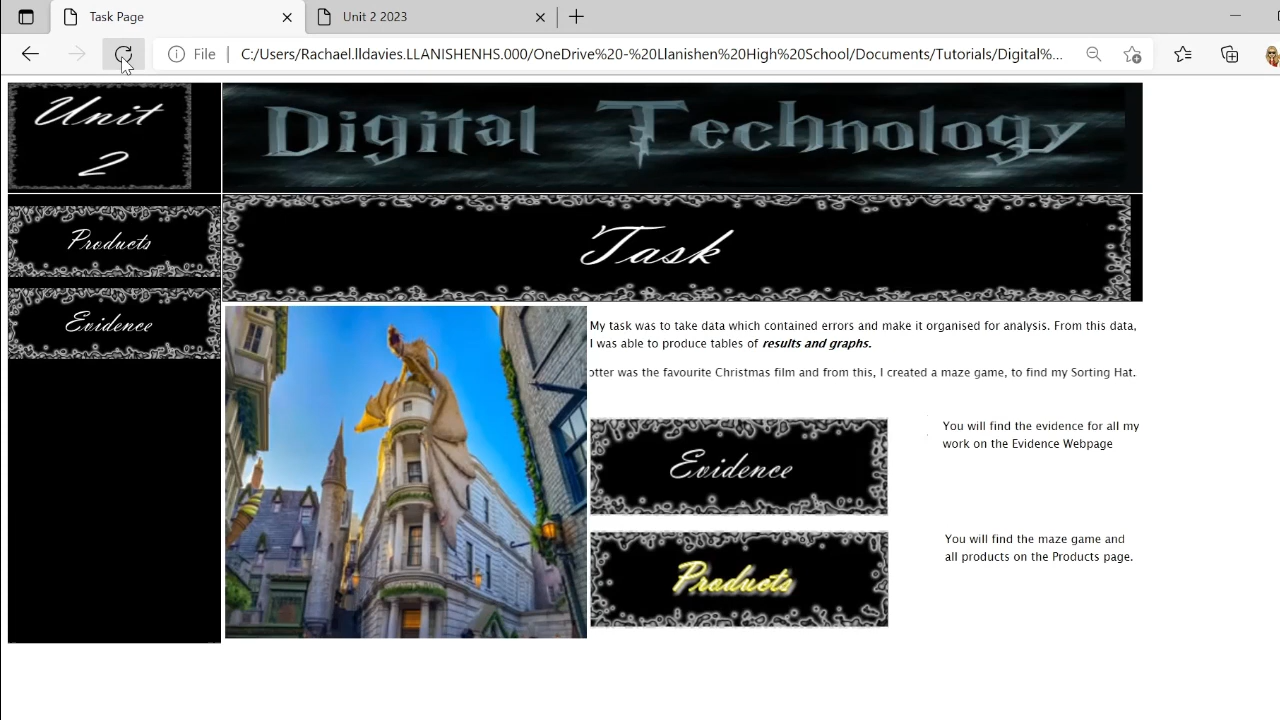 Task Page
Unit 2 2023
File
C:/Users/Rachael.lldavies.LLANISHENHS.000/OneDrive%20-%20Llanishen%20High%20School/Documents/Tutorials/Digital%...
Unit
2
Digital Technology
Products
Task
Evidence
My task was to take data which contained errors and make it organised for analysis. From this data,
I was able to produce tables of results and graphs.
otter was the favourite Christmas film and from this, I created a maze game, to find my Sorting Hat.
Evidence
You will find the evidence for all my
work on the Evidence Webpage
Products
You will find the maze game and
all products on the Products page.